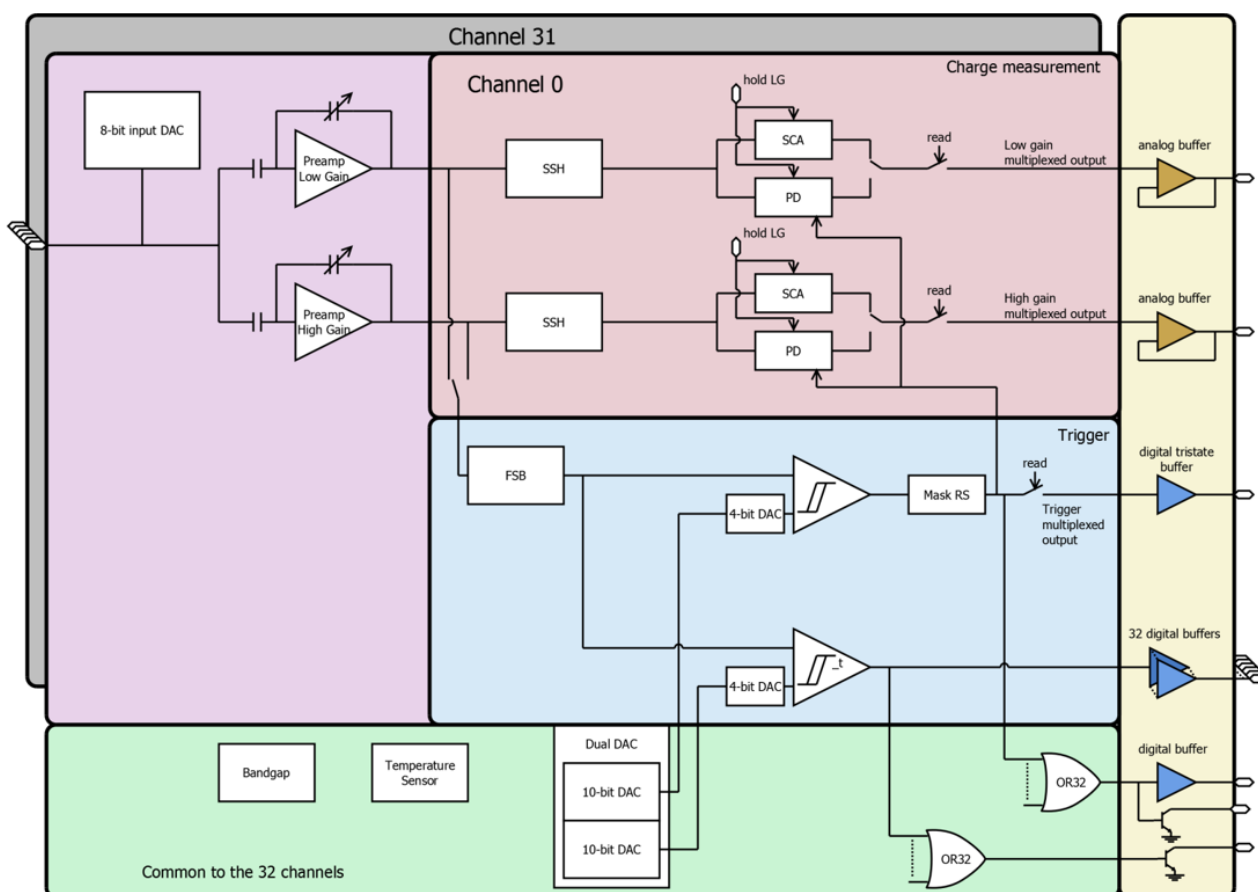 Channel 31
Channel 0
Charge measurement
hold LG
8-bit input DAC
Preamp
Low Gain
SSH
SCA
PD
read
Low gain
multiplexed output
analog buffer
hold LG
Preamp
High Gain
SSH
SCA
PD
read
High gain
multiplexed output
analog buffer
Trigger
FSB
4-bit DAC
Mask RS
read
Trigger
multiplexed
output
digital tristate
buffer
_t
4-bit DAC
32 digital buffers
Bandgap
Temperature
Sensor
Dual DAC
10-bit DAC
10-bit DAC
OR32
digital buffer
OR32
Common to the 32 channels